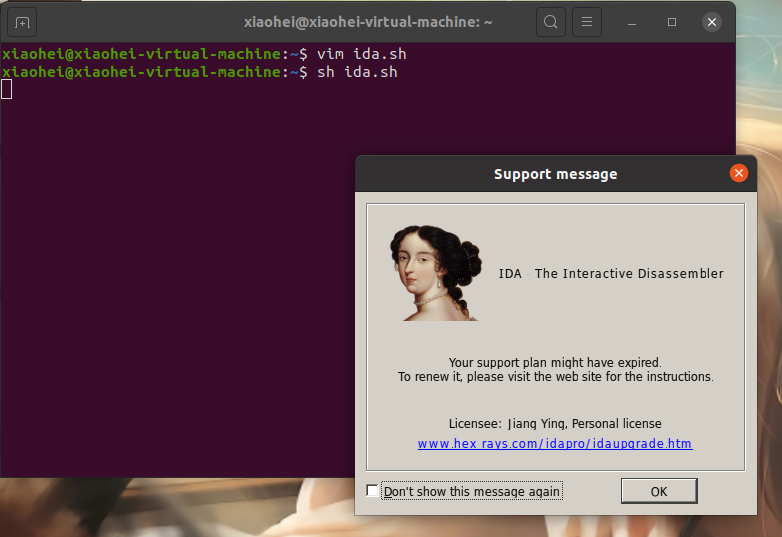 xiaohei@xiaohei-virtual-machine: ~
xiaohei@xiaohei-virtual-machine:~$ vim ida.sh
xiaohei@xiaohei-virtual-machine:~$ sh ida.sh
Support message
IDA - The Interactive Disassembler
Your support plan might have expired.
To renew it, please visit the web site for the instructions.
Licensee: Jiang Ying, Personal license
www.hex-rays.com/idapro/idaupgrade.htm
Don't show this message again
OK